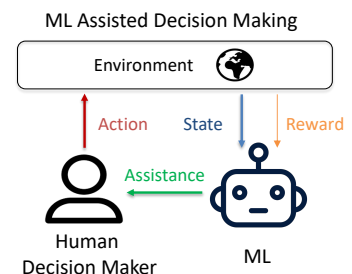 ML Assisted Decision Making
Environment
Action
State
Reward
Assistance
Human
Decision Maker
ML